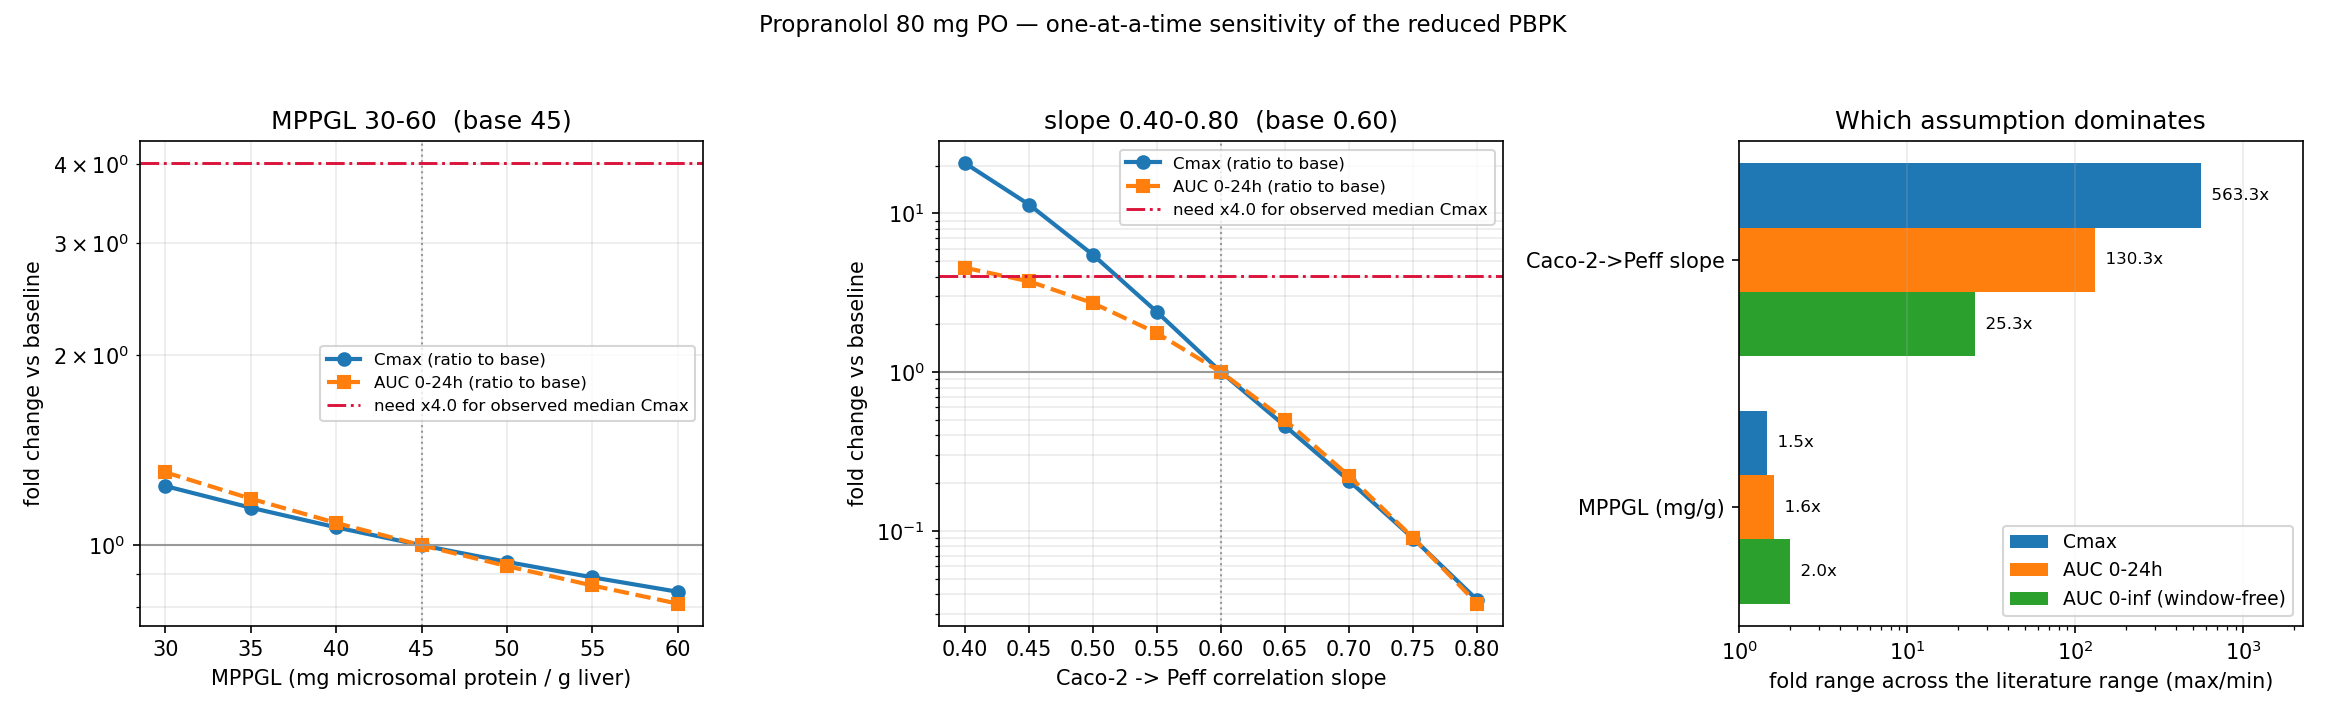 Propranolol 80 mg PO — one-at-a-time sensitivity of the reduced PBPK
MPPGL 30-60  (base 45)
fold change vs baseline
4 × 10⁰
3 × 10⁰
2 × 10⁰
10⁰
Cmax (ratio to base)
AUC 0-24h (ratio to base)
need x4.0 for observed median Cmax
30 35 40 45 50 55 60
MPPGL (mg microsomal protein / g liver)
slope 0.40-0.80  (base 0.60)
fold change vs baseline
10¹
10⁰
10⁻¹
Cmax (ratio to base)
AUC 0-24h (ratio to base)
need x4.0 for observed median Cmax
0.40 0.45 0.50 0.55 0.60 0.65 0.70 0.75 0.80
Caco-2 -> Peff correlation slope
Which assumption dominates
Caco-2->Peff slope
563.3x
130.3x
25.3x
MPPGL (mg/g)
1.5x
1.6x
2.0x
Cmax
AUC 0-24h
AUC 0-inf (window-free)
10⁰ 10¹ 10² 10³
fold range across the literature range (max/min)